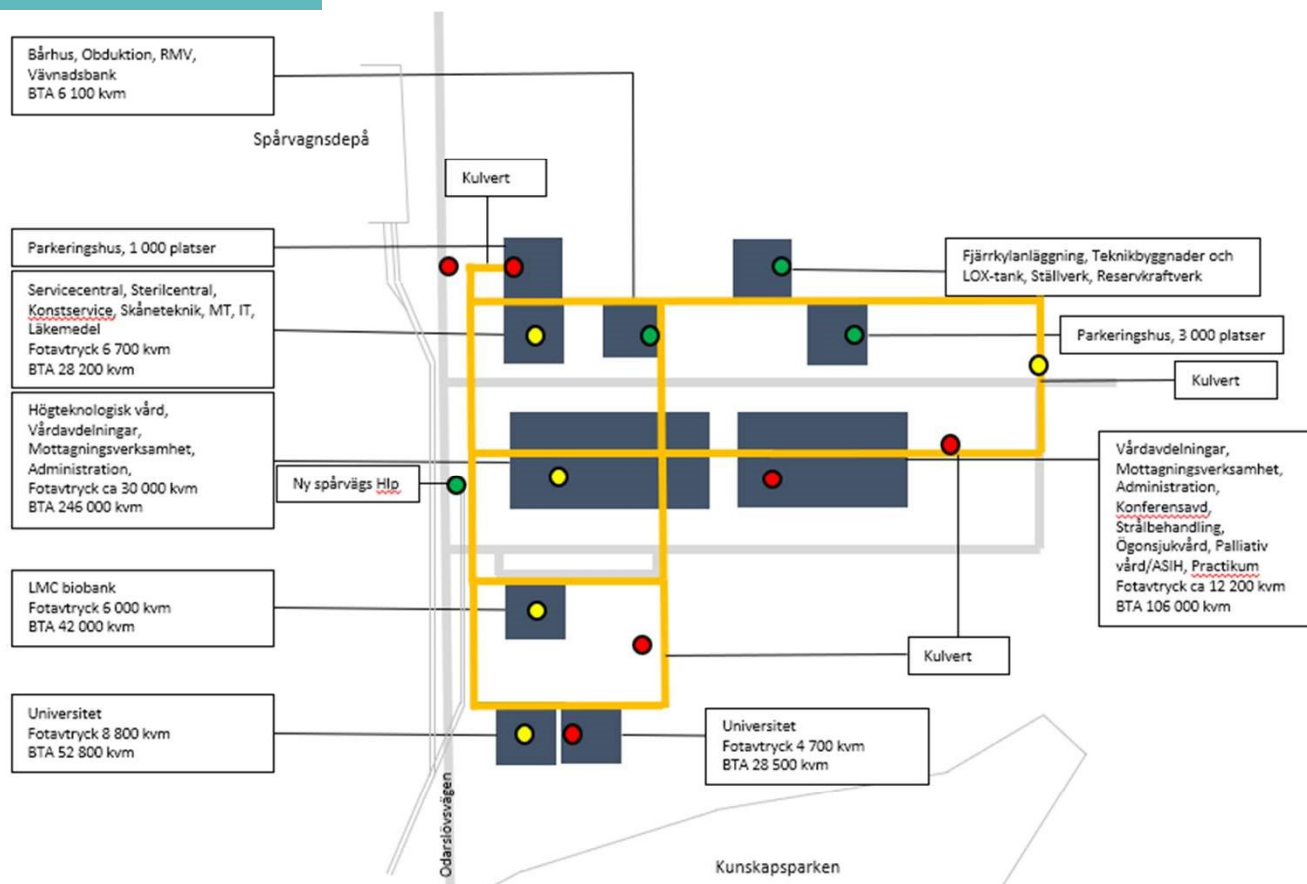 Bårhus, Obduktion, RMV,
Vävnadsbank
BTA 6 100 kvm
Spårvagnsdepå
Kulvert
Parkeringshus, 1 000 platser
Fjärrkylanläggning, Teknikbyggnader och
LOX-tank, Ställverk, Reservkraftverk
Servicecentral, Sterilcentral,
Konstservice, Skåneteknik, MT, IT,
Läkemedel
Fotavtryck 6 700 kvm
BTA 28 200 kvm
Parkeringshus, 3 000 platser
Kulvert
Högteknologisk vård,
Vårdavdelningar,
Mottagningsverksamhet,
Administration,
Fotavtryck ca 30 000 kvm
BTA 246 000 kvm
Ny spårvägs Hlp
Vårdavdelningar,
Mottagningsverksamhet,
Administration,
Konferensavd,
Strålbehandling,
Ögonsjukvård, Palliativ
vård/ASIH, Practikum
Fotavtryck ca 12 200 kvm
BTA 106 000 kvm
LMC biobank
Fotavtryck 6 000 kvm
BTA 42 000 kvm
Kulvert
Universitet
Fotavtryck 8 800 kvm
BTA 52 800 kvm
Universitet
Fotavtryck 4 700 kvm
BTA 28 500 kvm
Odarslövsvägen
Kunskapsparken